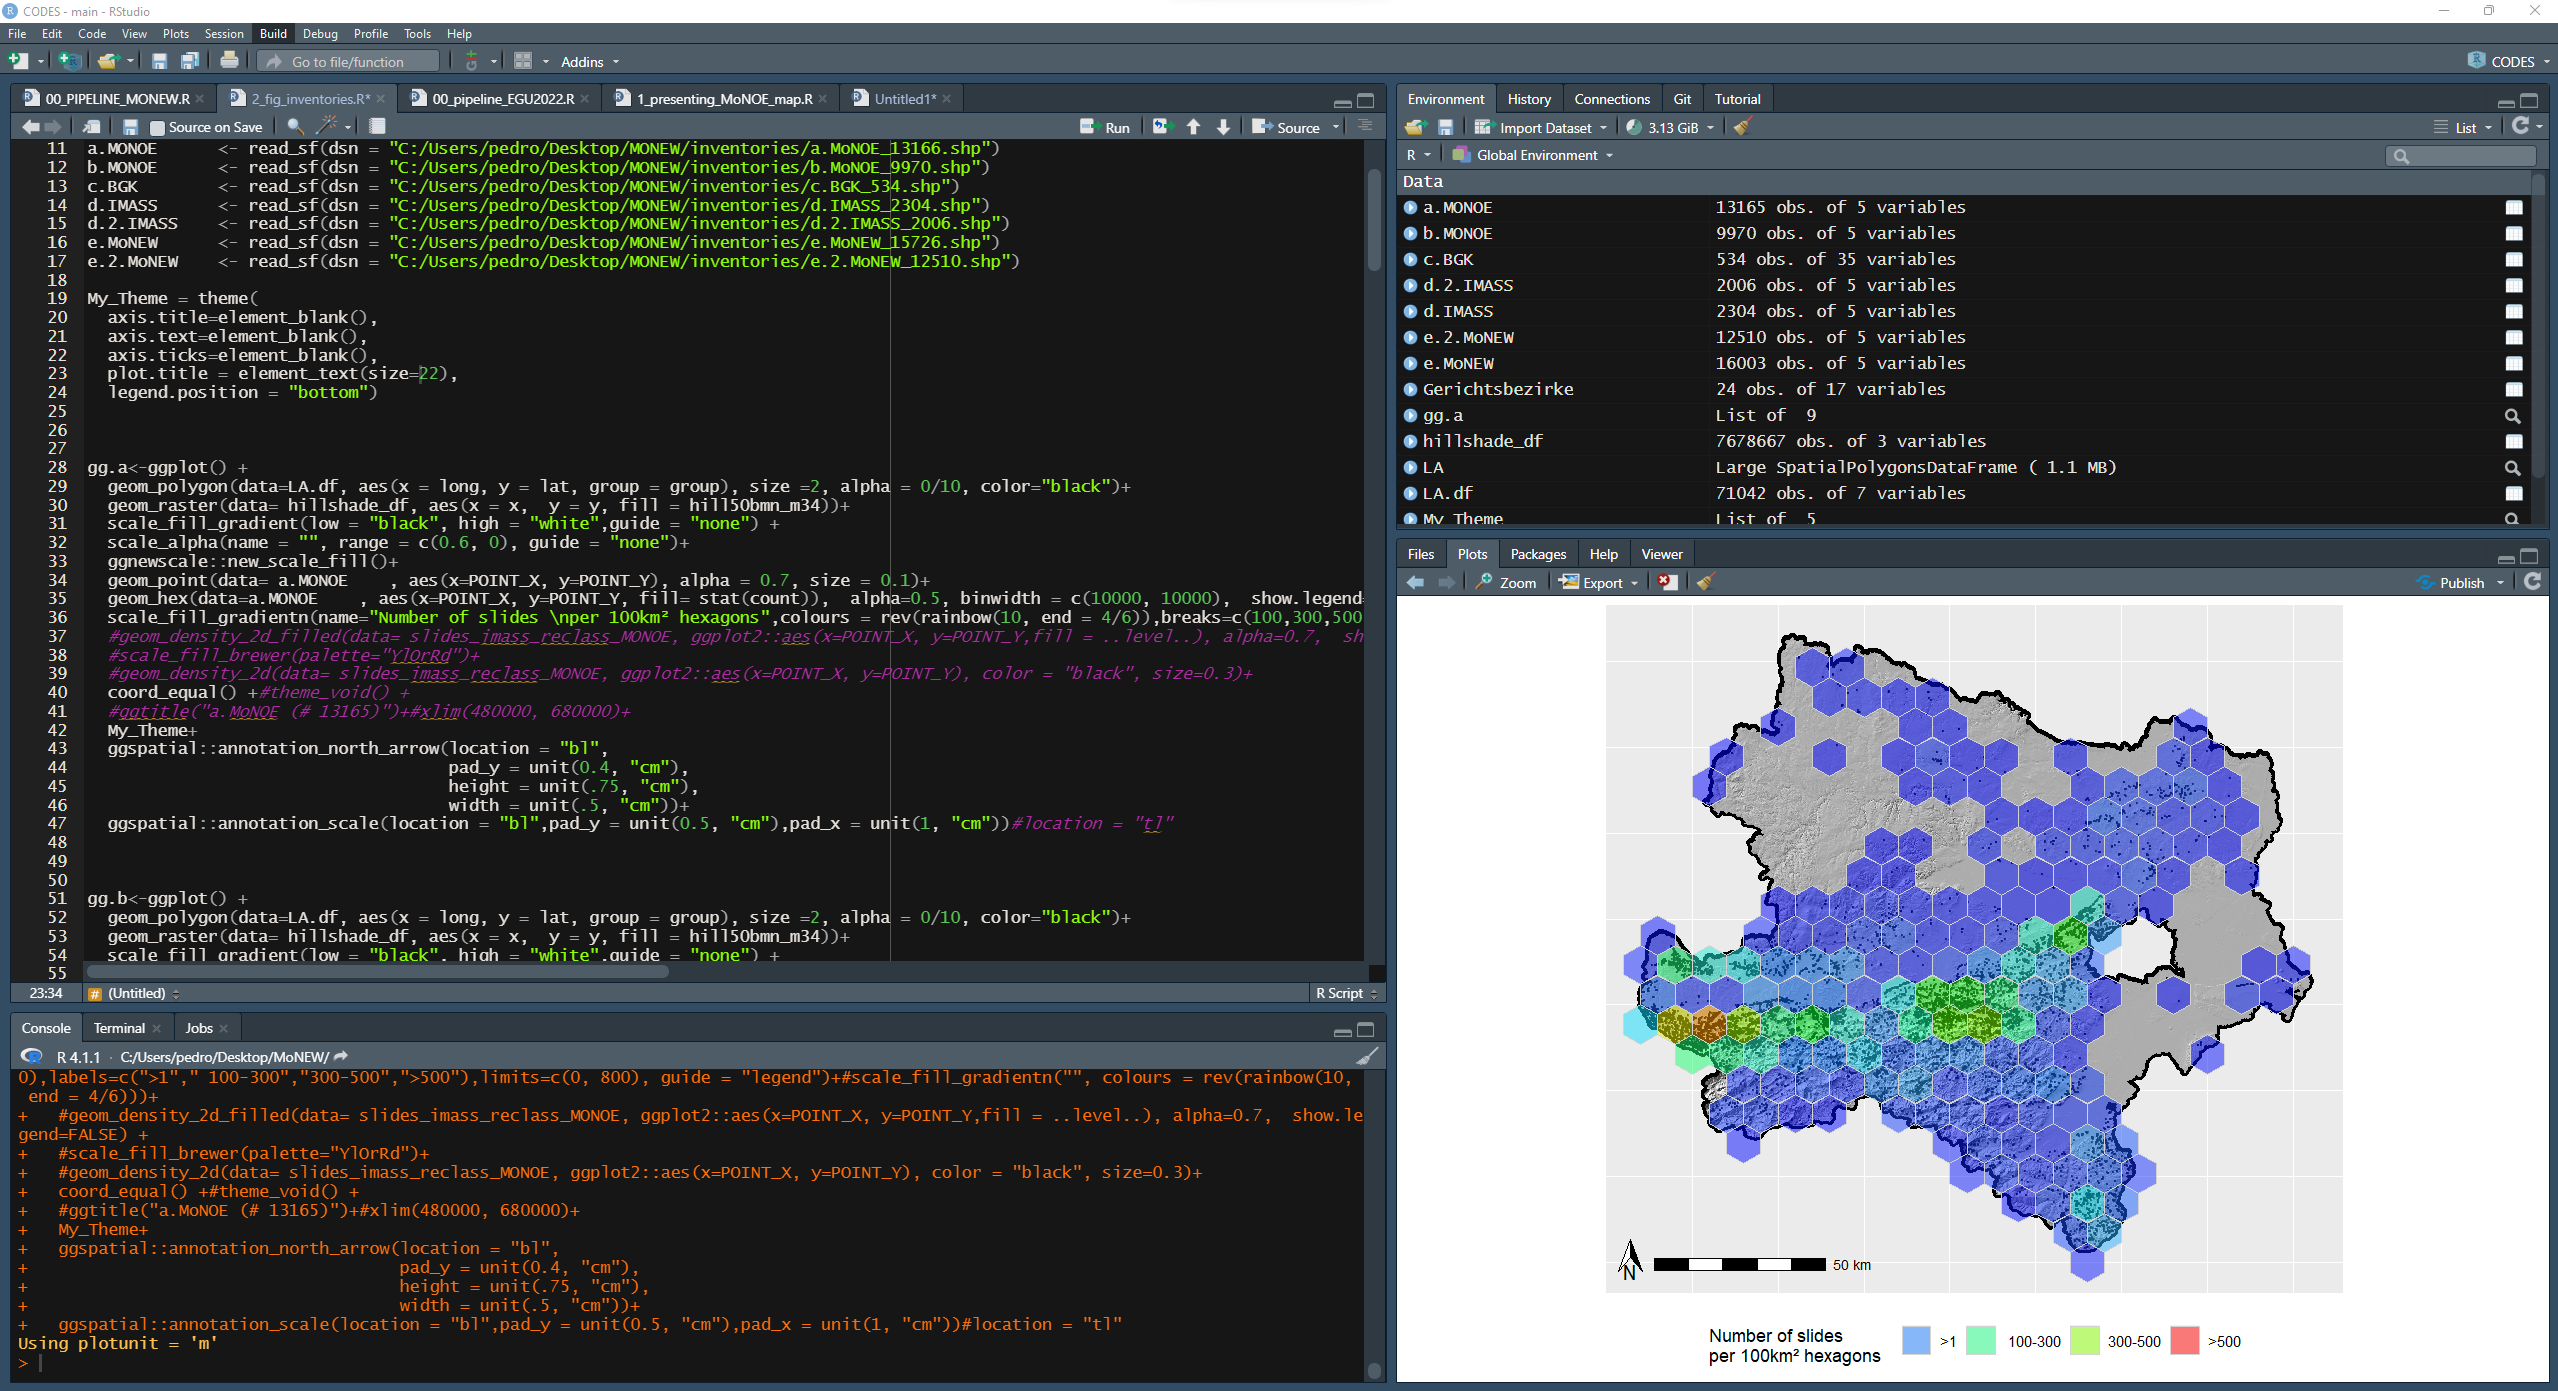 CODES - main - RStudio
File Edit Code View Plots Session Build Debug Profile Tools Help
Go to file/function Addins CODES
00_PIPELINE_MONEW.R 2_fig_inventories.R* 00_pipeline_EGU2022.R 1_presenting_MoNOE_map.R Untitled1*
Source on Save Run Source
11 a.MONOE <- read_sf(dsn = "C:/Users/pedro/Desktop/MONEW/inventories/a.MoNOE_13166.shp")
12 b.MONOE <- read_sf(dsn = "C:/Users/pedro/Desktop/MONEW/inventories/b.MoNOE_9970.shp")
13 c.BGK <- read_sf(dsn = "C:/Users/pedro/Desktop/MONEW/inventories/c.BGK_534.shp")
14 d.IMASS <- read_sf(dsn = "C:/Users/pedro/Desktop/MONEW/inventories/d.IMASS_2304.shp")
15 d.2.IMASS <- read_sf(dsn = "C:/Users/pedro/Desktop/MONEW/inventories/d.2.IMASS_2006.shp")
16 e.MoNEW <- read_sf(dsn = "C:/Users/pedro/Desktop/MONEW/inventories/e.MoNEW_15726.shp")
17 e.2.MoNEW <- read_sf(dsn = "C:/Users/pedro/Desktop/MONEW/inventories/e.2.MoNEW_12510.shp")
18
19 My_Theme = theme(
20 axis.title=element_blank(),
21 axis.text=element_blank(),
22 axis.ticks=element_blank(),
23 plot.title = element_text(size=22),
24 legend.position = "bottom")
25
26
27
28 gg.a<-ggplot() +
29 geom_polygon(data=LA.df, aes(x = long, y = lat, group = group), size =2, alpha = 0/10, color="black")+
30 geom_raster(data= hillshade_df, aes(x = x, y = y, fill = hill50bmn_m34))+
31 scale_fill_gradient(low = "black", high = "white",guide = "none") +
32 scale_alpha(name = "", range = c(0.6, 0), guide = "none")+
33 ggnewscale::new_scale_fill()+
34 geom_point(data= a.MONOE , aes(x=POINT_X, y=POINT_Y), alpha = 0.7, size = 0.1)+
35 geom_hex(data=a.MONOE , aes(x=POINT_X, y=POINT_Y, fill= stat(count)), alpha=0.5, binwidth = c(10000, 10000), show.legend=
36 scale_fill_gradientn(name="Number of slides \nper 100km² hexagons",colours = rev(rainbow(10, end = 4/6)),breaks=c(100,300,500
37 #geom_density_2d_filled(data= slides_imass_reclass_MONOE, ggplot2::aes(x=POINT_X, y=POINT_Y,fill = ..level..), alpha=0.7, sh
38 #scale_fill_brewer(palette="YlOrRd")+
39 #geom_density_2d(data= slides_imass_reclass_MONOE, ggplot2::aes(x=POINT_X, y=POINT_Y), color = "black", size=0.3)+
40 coord_equal() +#theme_void() +
41 #ggtitle("a.MoNOE (# 13165)")+#xlim(480000, 680000)+
42 My_Theme+
43 ggspatial::annotation_north_arrow(location = "bl",
44 pad_y = unit(0.4, "cm"),
45 height = unit(.75, "cm"),
46 width = unit(.5, "cm"))+
47 ggspatial::annotation_scale(location = "bl",pad_y = unit(0.5, "cm"),pad_x = unit(1, "cm"))#location = "tl"
48
49
50
51 gg.b<-ggplot() +
52 geom_polygon(data=LA.df, aes(x = long, y = lat, group = group), size =2, alpha = 0/10, color="black")+
53 geom_raster(data= hillshade_df, aes(x = x, y = y, fill = hill50bmn_m34))+
54 scale_fill_gradient(low = "black", high = "white",guide = "none") +
55
23:34 # (Untitled) R Script
Console Terminal Jobs
R 4.1.1 · C:/Users/pedro/Desktop/MoNEW/
0),labels=c(">1"," 100-300","300-500",">500"),limits=c(0, 800), guide = "legend")+#scale_fill_gradientn("", colours = rev(rainbow(10,
end = 4/6)))+
+ #geom_density_2d_filled(data= slides_imass_reclass_MONOE, ggplot2::aes(x=POINT_X, y=POINT_Y,fill = ..level..), alpha=0.7, show.le
gend=FALSE) +
+ #scale_fill_brewer(palette="YlOrRd")+
+ #geom_density_2d(data= slides_imass_reclass_MONOE, ggplot2::aes(x=POINT_X, y=POINT_Y), color = "black", size=0.3)+
+ coord_equal() +#theme_void() +
+ #ggtitle("a.MoNOE (# 13165)")+#xlim(480000, 680000)+
+ My_Theme+
+ ggspatial::annotation_north_arrow(location = "bl",
+ pad_y = unit(0.4, "cm"),
+ height = unit(.75, "cm"),
+ width = unit(.5, "cm"))+
+ ggspatial::annotation_scale(location = "bl",pad_y = unit(0.5, "cm"),pad_x = unit(1, "cm"))#location = "tl"
Using plotunit = 'm'
>
Environment History Connections Git Tutorial
Import Dataset 3.13 GiB List
R Global Environment
Data
a.MONOE 13165 obs. of 5 variables
b.MONOE 9970 obs. of 5 variables
c.BGK 534 obs. of 35 variables
d.2.IMASS 2006 obs. of 5 variables
d.IMASS 2304 obs. of 5 variables
e.2.MoNEW 12510 obs. of 5 variables
e.MoNEW 16003 obs. of 5 variables
Gerichtsbezirke 24 obs. of 17 variables
gg.a List of 9
hillshade_df 7678667 obs. of 3 variables
LA Large SpatialPolygonsDataFrame ( 1.1 MB)
LA.df 71042 obs. of 7 variables
My_Theme List of 5
Files Plots Packages Help Viewer
Zoom Export Publish
N 50 km
Number of slides
per 100km² hexagons >1 100-300 300-500 >500